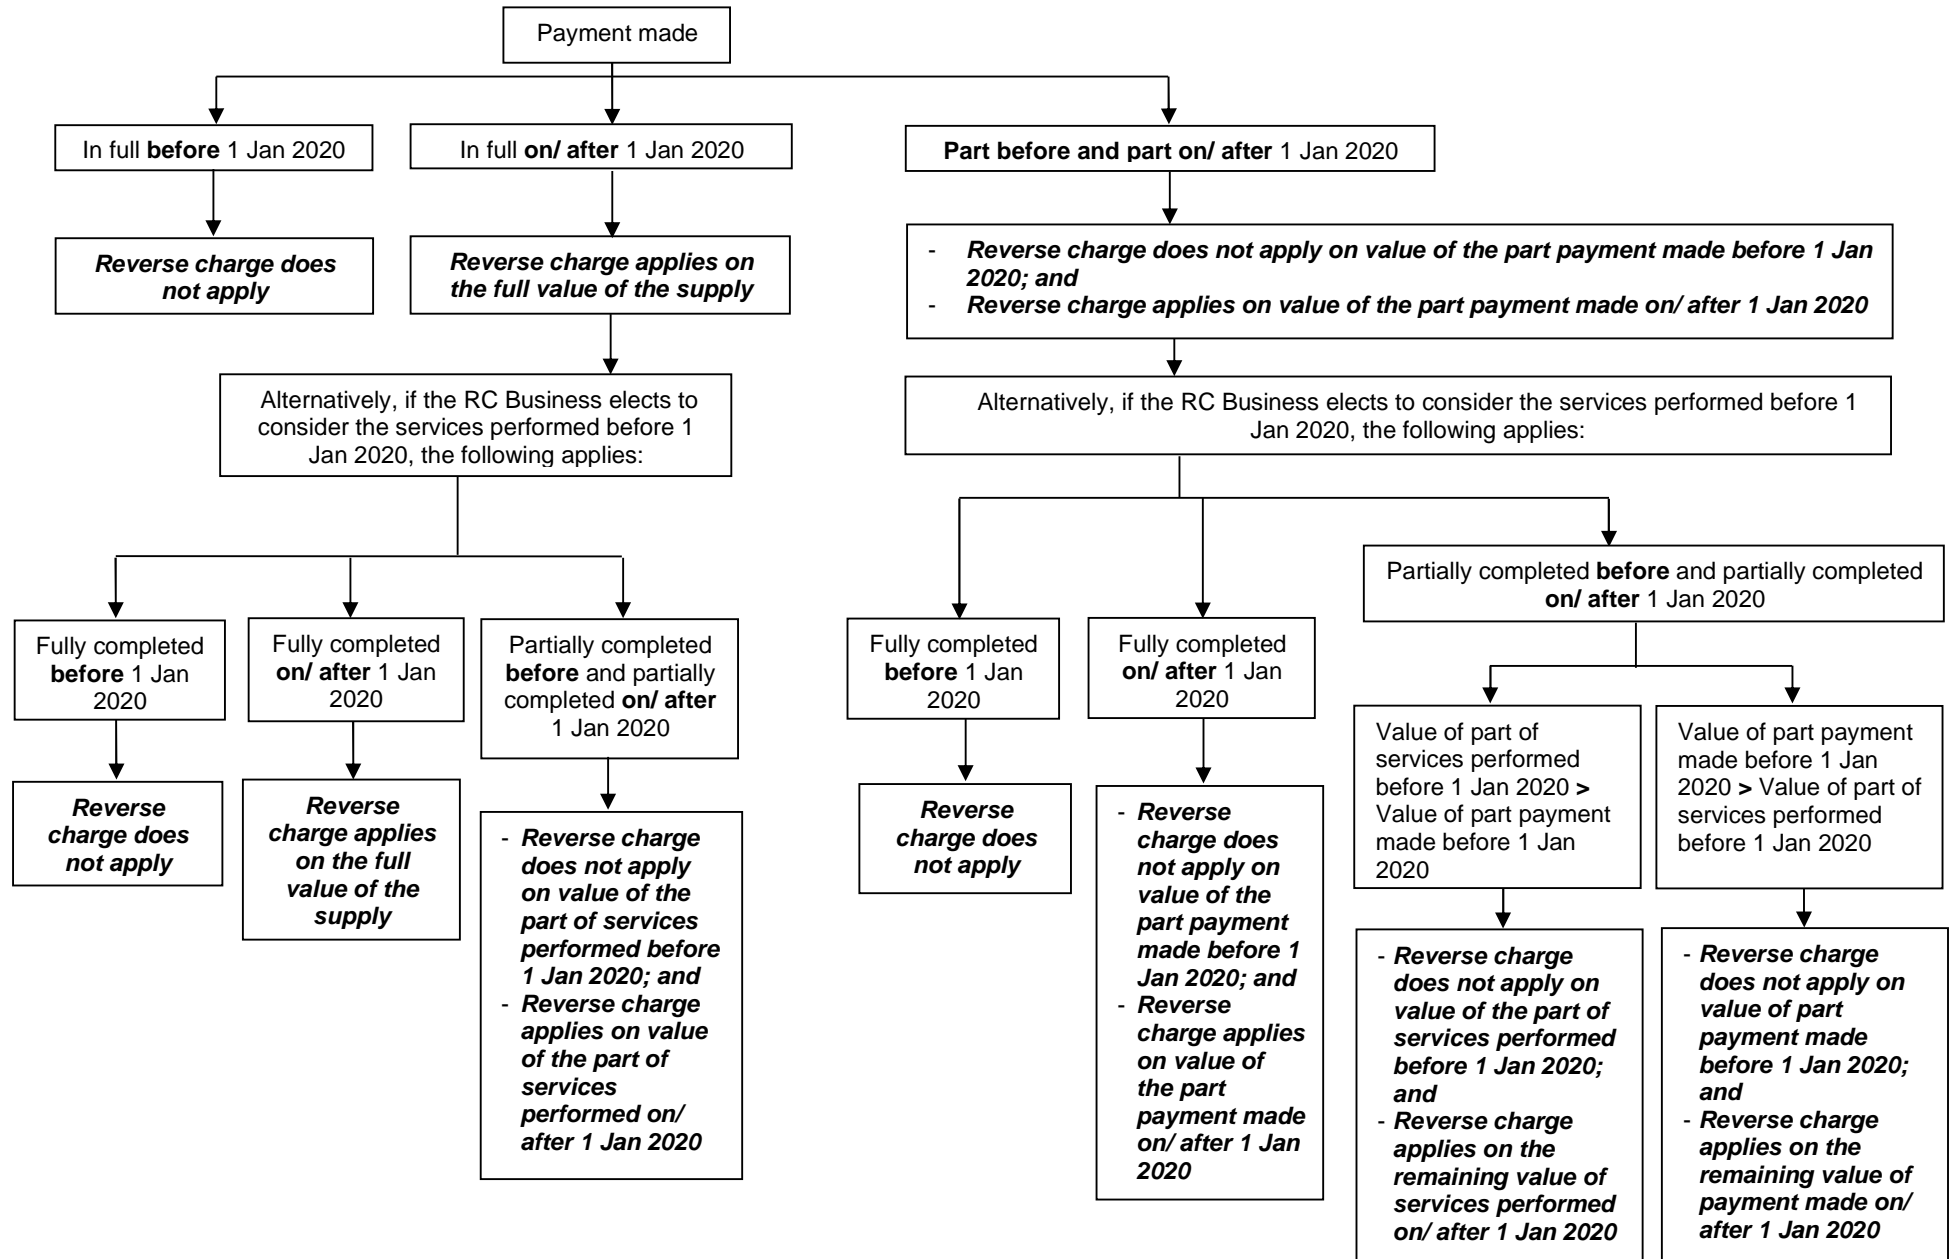 Payment made
In full before 1 Jan 2020
In full on/ after 1 Jan 2020
Part before and part on/ after 1 Jan 2020
Reverse charge does
not apply
Reverse charge applies on
the full value of the supply
- Reverse charge does not apply on value of the part payment made before 1 Jan
2020; and
- Reverse charge applies on value of the part payment made on/ after 1 Jan 2020
Alternatively, if the RC Business elects to
consider the services performed before 1
Jan 2020, the following applies:
Alternatively, if the RC Business elects to consider the services performed before 1
Jan 2020, the following applies:
Fully completed
before 1 Jan
2020
Fully completed
on/ after 1 Jan
2020
Partially completed
before and partially
completed on/ after
1 Jan 2020
Reverse
charge does
not apply
Reverse
charge applies
on the full
value of the
supply
- Reverse charge
does not apply
on value of the
part of services
performed before
1 Jan 2020; and
- Reverse charge
applies on value
of the part of
services
performed on/
after 1 Jan 2020
Fully completed
before 1 Jan
2020
Fully completed
on/ after 1 Jan
2020
Partially completed before and partially completed
on/ after 1 Jan 2020
Reverse
charge does
not apply
- Reverse
charge does
not apply on
value of the
part payment
made before 1
Jan 2020; and
- Reverse
charge applies
on value of
the part
payment made
on/ after 1 Jan
2020
Value of part of
services performed
before 1 Jan 2020 >
Value of part payment
made before 1 Jan
2020
Value of part payment
made before 1 Jan
2020 > Value of part of
services performed
before 1 Jan 2020
- Reverse charge
does not apply on
value of the part of
services performed
before 1 Jan 2020;
and
- Reverse charge
applies on the
remaining value of
services performed
on/ after 1 Jan 2020
- Reverse charge
does not apply on
value of part
payment made
before 1 Jan 2020;
and
- Reverse charge
applies on the
remaining value of
payment made on/
after 1 Jan 2020